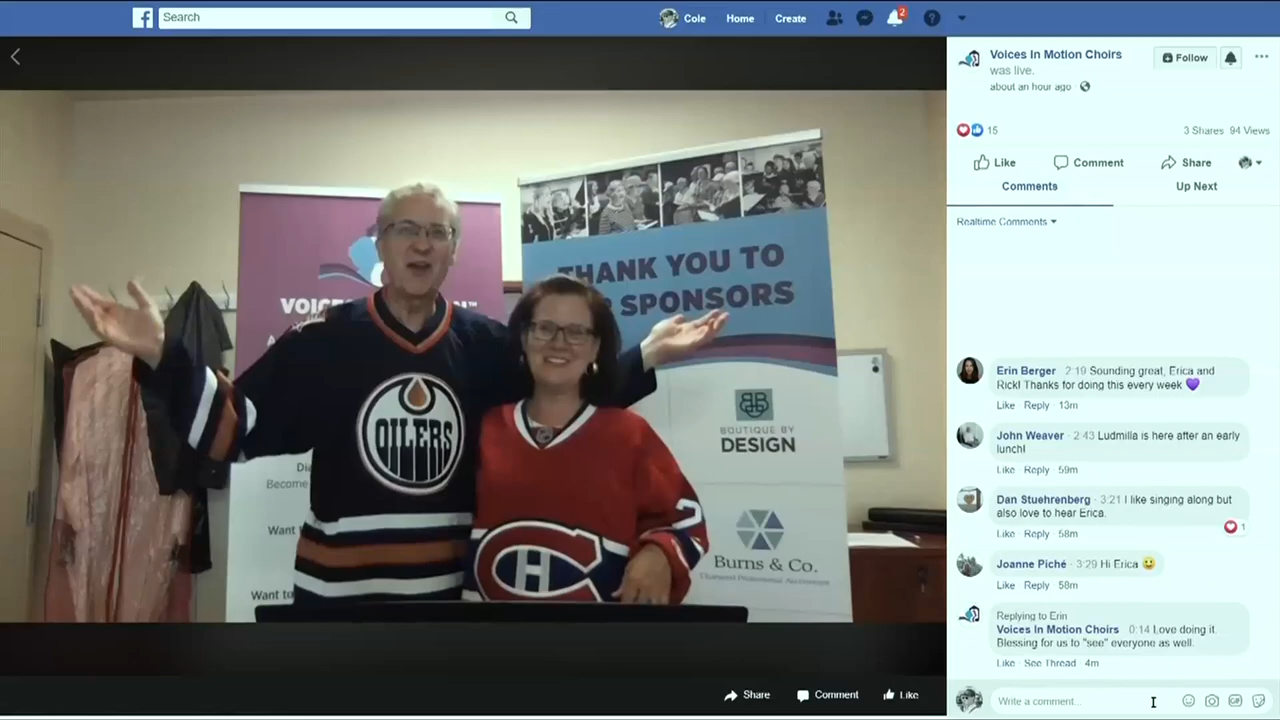 Search
Cole
Home
Create
2
?
Voices In Motion Choirs
was live.
about an hour ago
Follow
15
3 Shares 94 Views
Like
Comment
Share
Comments
Up Next
Realtime Comments
THANK YOU TO
SPONSORS
OILERS
BOUTIQUE BY
DESIGN
Burns & Co.
Want
Want to
Become
2
Erin Berger 2:19 Sounding great, Erica and
Rick! Thanks for doing this every week 💜
Like Reply 13m
John Weaver · 2:43 Ludmilla is here after an early
lunch!
Like Reply 59m
Dan Stuehrenberg · 3:21 I like singing along but
also love to hear Erica.
1
Like Reply 58m
Joanne Piché · 3:29 Hi Erica 😀
Like Reply 58m
Replying to Erin
Voices In Motion Choirs 0:14 Love doing it.
Blessing for us to "see" everyone as well.
Like · See Thread · 4m
Write a comment...
GIF
Share
Comment
Like